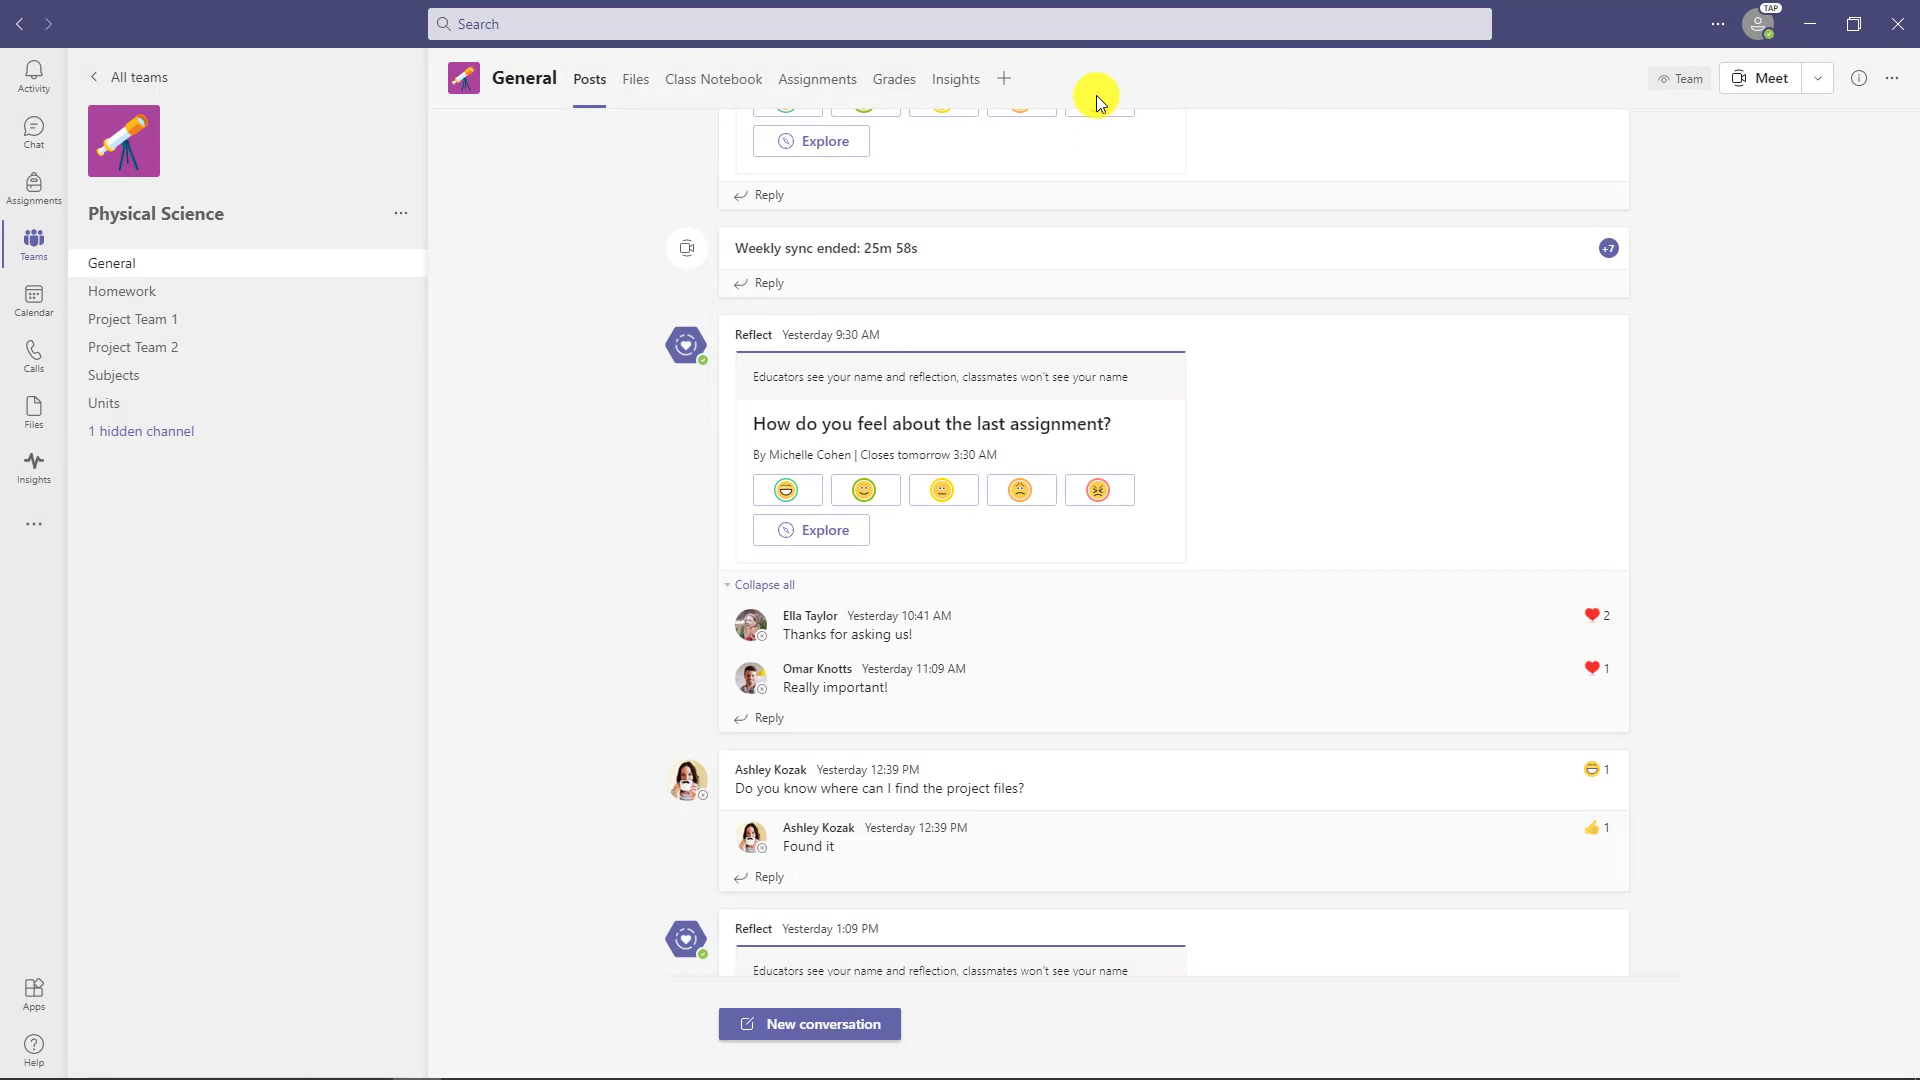 Search
TAP
Activity
Chat
Assignments
Teams
Calendar
Calls
Files
Insights
Apps
Help
All teams
Physical Science
General
Homework
Project Team 1
Project Team 2
Subjects
Units
1 hidden channel
General Posts Files Class Notebook Assignments Grades Insights
Team Meet
Explore
Reply
Weekly sync ended: 25m 58s
+7
Reply
Reflect Yesterday 9:30 AM
Educators see your name and reflection, classmates won't see your name
How do you feel about the last assignment?
By Michelle Cohen | Closes tomorrow 3:30 AM
Explore
Collapse all
Ella Taylor Yesterday 10:41 AM
2
Thanks for asking us!
Omar Knotts Yesterday 11:09 AM
1
Really important!
Reply
Ashley Kozak Yesterday 12:39 PM
1
Do you know where can I find the project files?
Ashley Kozak Yesterday 12:39 PM
1
Found it
Reply
Reflect Yesterday 1:09 PM
Educators see your name and reflection, classmates won't see your name
New conversation